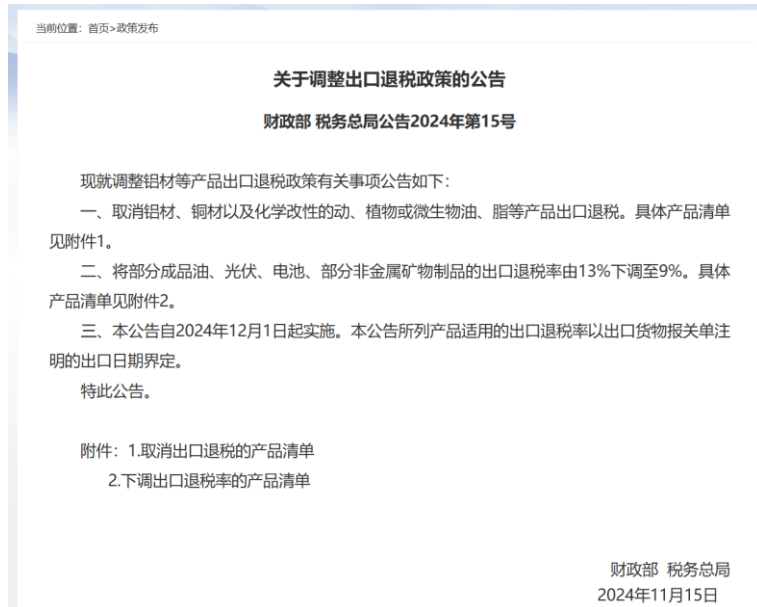 当前位置：首页>政策发布
关于调整出口退税政策的公告
财政部 税务总局公告2024年第15号
现就调整铝材等产品出口退税政策有关事项公告如下：
一、取消铝材、铜材以及化学改性的动、植物或微生物油、脂等产品出口退税。具体产品清单
见附件1。
二、将部分成品油、光伏、电池、部分非金属矿物制品的出口退税率由13%下调至9%。具体
产品清单见附件2。
三、本公告自2024年12月1日起实施。本公告所列产品适用的出口退税率以出口货物报关单注
明的出口日期界定。
特此公告。
附件：1.取消出口退税的产品清单
2.下调出口退税率的产品清单
财政部 税务总局
2024年11月15日